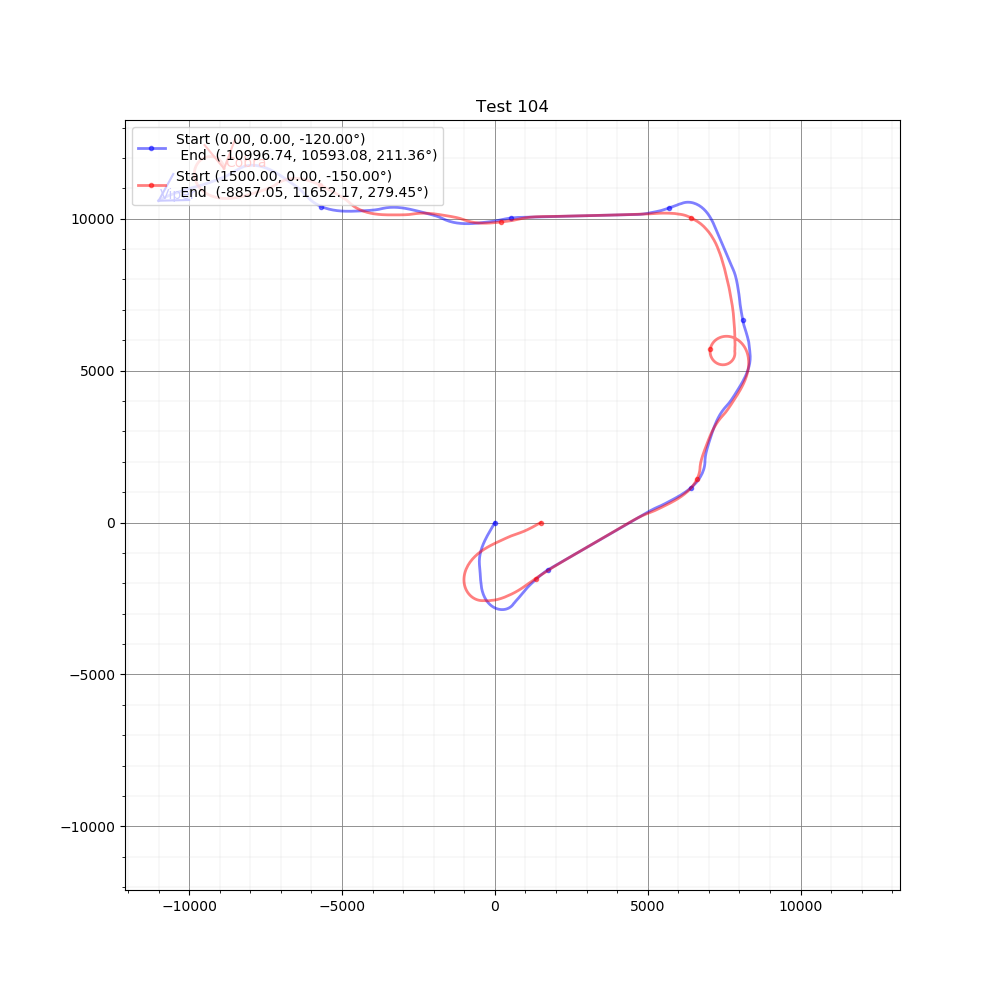 Test 104
Start (0.00, 0.00, -120.00°)
End (-10996.74, 10593.08, 211.36°)
Start (1500.00, 0.00, -150.00°)
End (-8857.05, 11652.17, 279.45°)
Cobra
10000
5000
0
−5000
−10000
−10000 −5000 0 5000 10000